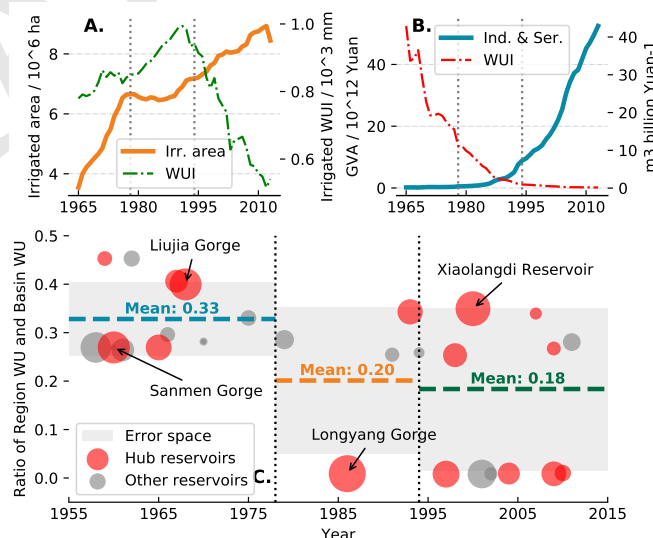 A.
Irrigated area / 10^6 ha
8
6
4
1.0
0.8
0.6
Irrigated WUI / 10^3 mm
Irr. area
WUI
1965 1980 1995 2010
B.
GVA / 10^12 Yuan
40
20
0
40
30
20
10
0
m3 billion Yuan-1
Ind. & Ser.
WUI
1965 1980 1995 2010
Ratio of Region WU and Basin WU
0.5
0.4
0.3
0.2
0.1
0.0
Liujia Gorge
Xiaolangdi Reservoir
Mean: 0.33
Mean: 0.20
Mean: 0.18
Sanmen Gorge
Longyang Gorge
Error space
Hub reservoirs
Other reservoirs
C.
1955 1965 1975 1985 1995 2005 2015
Year